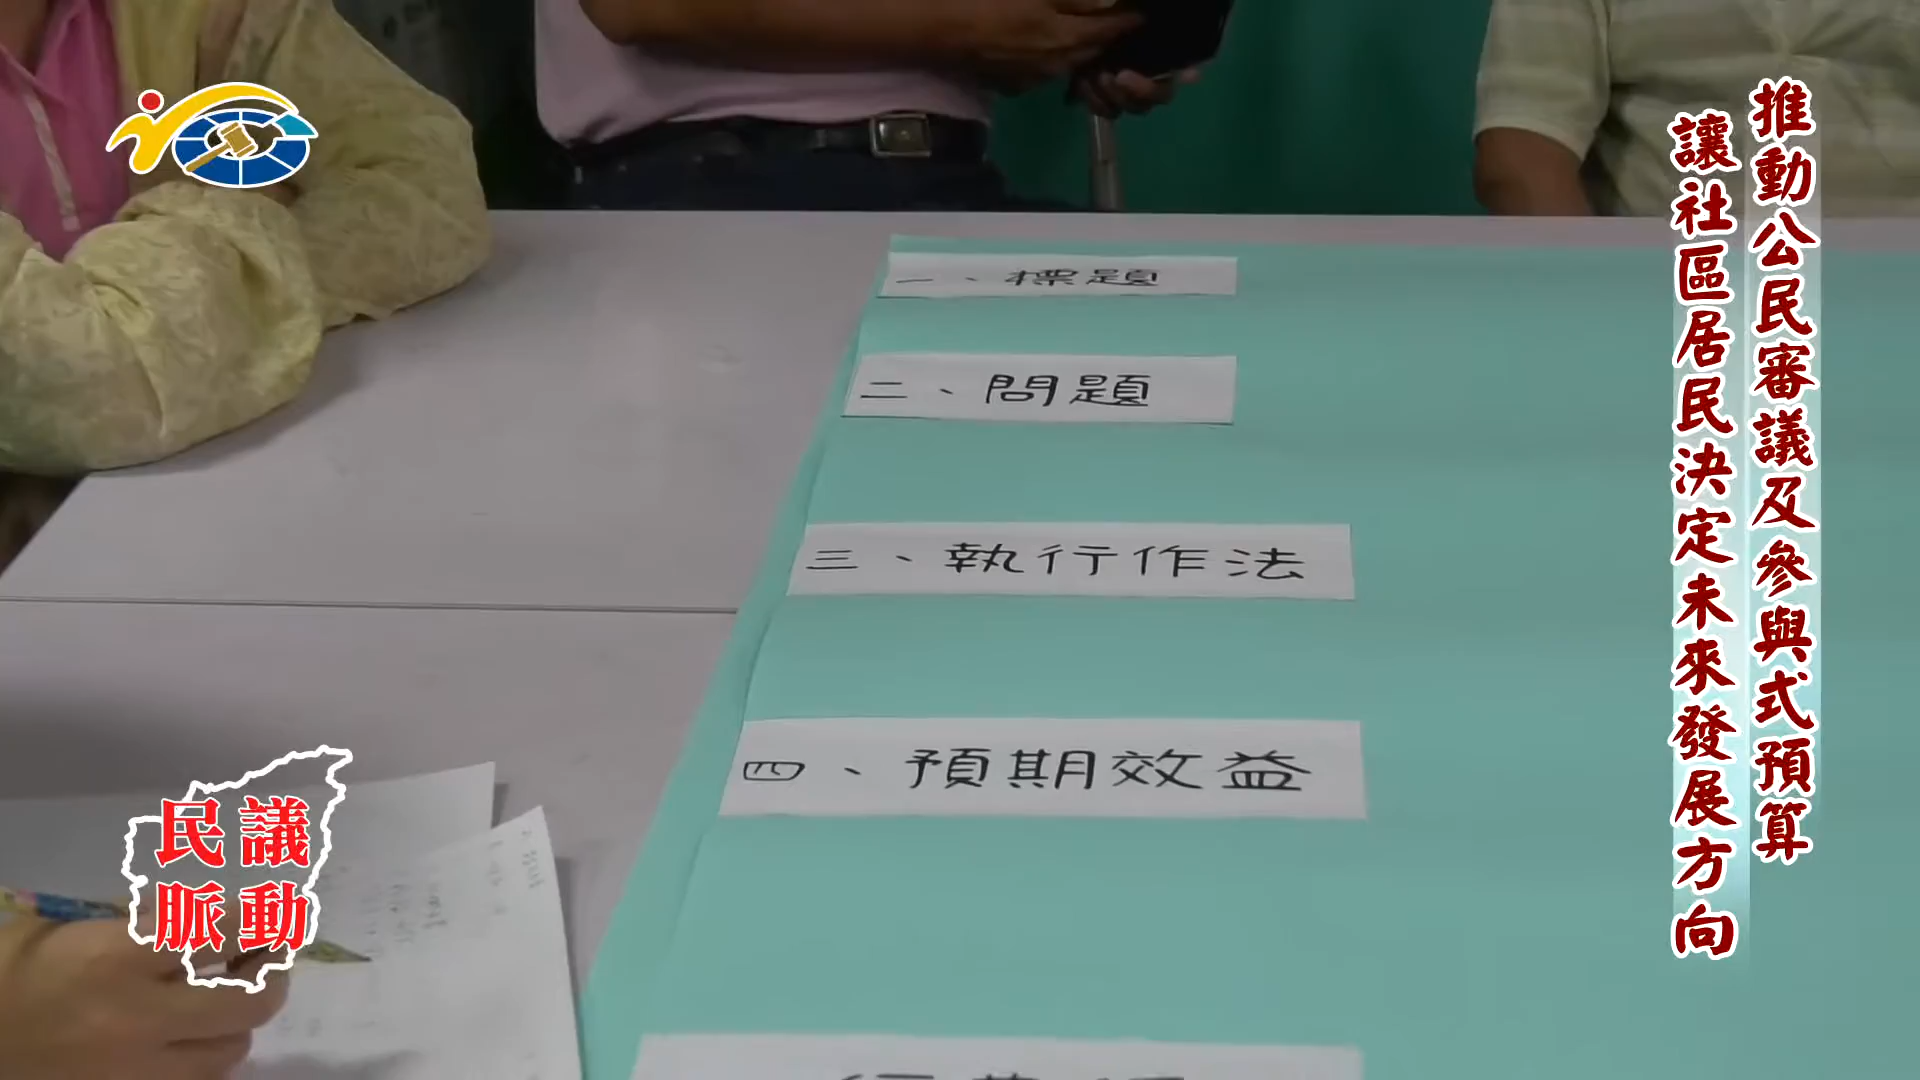 推動公民審議及參與式預算
讓社區居民決定未來發展方向
一、標題
二、問題
三、執行作法
四、預期效益
民議
脈動